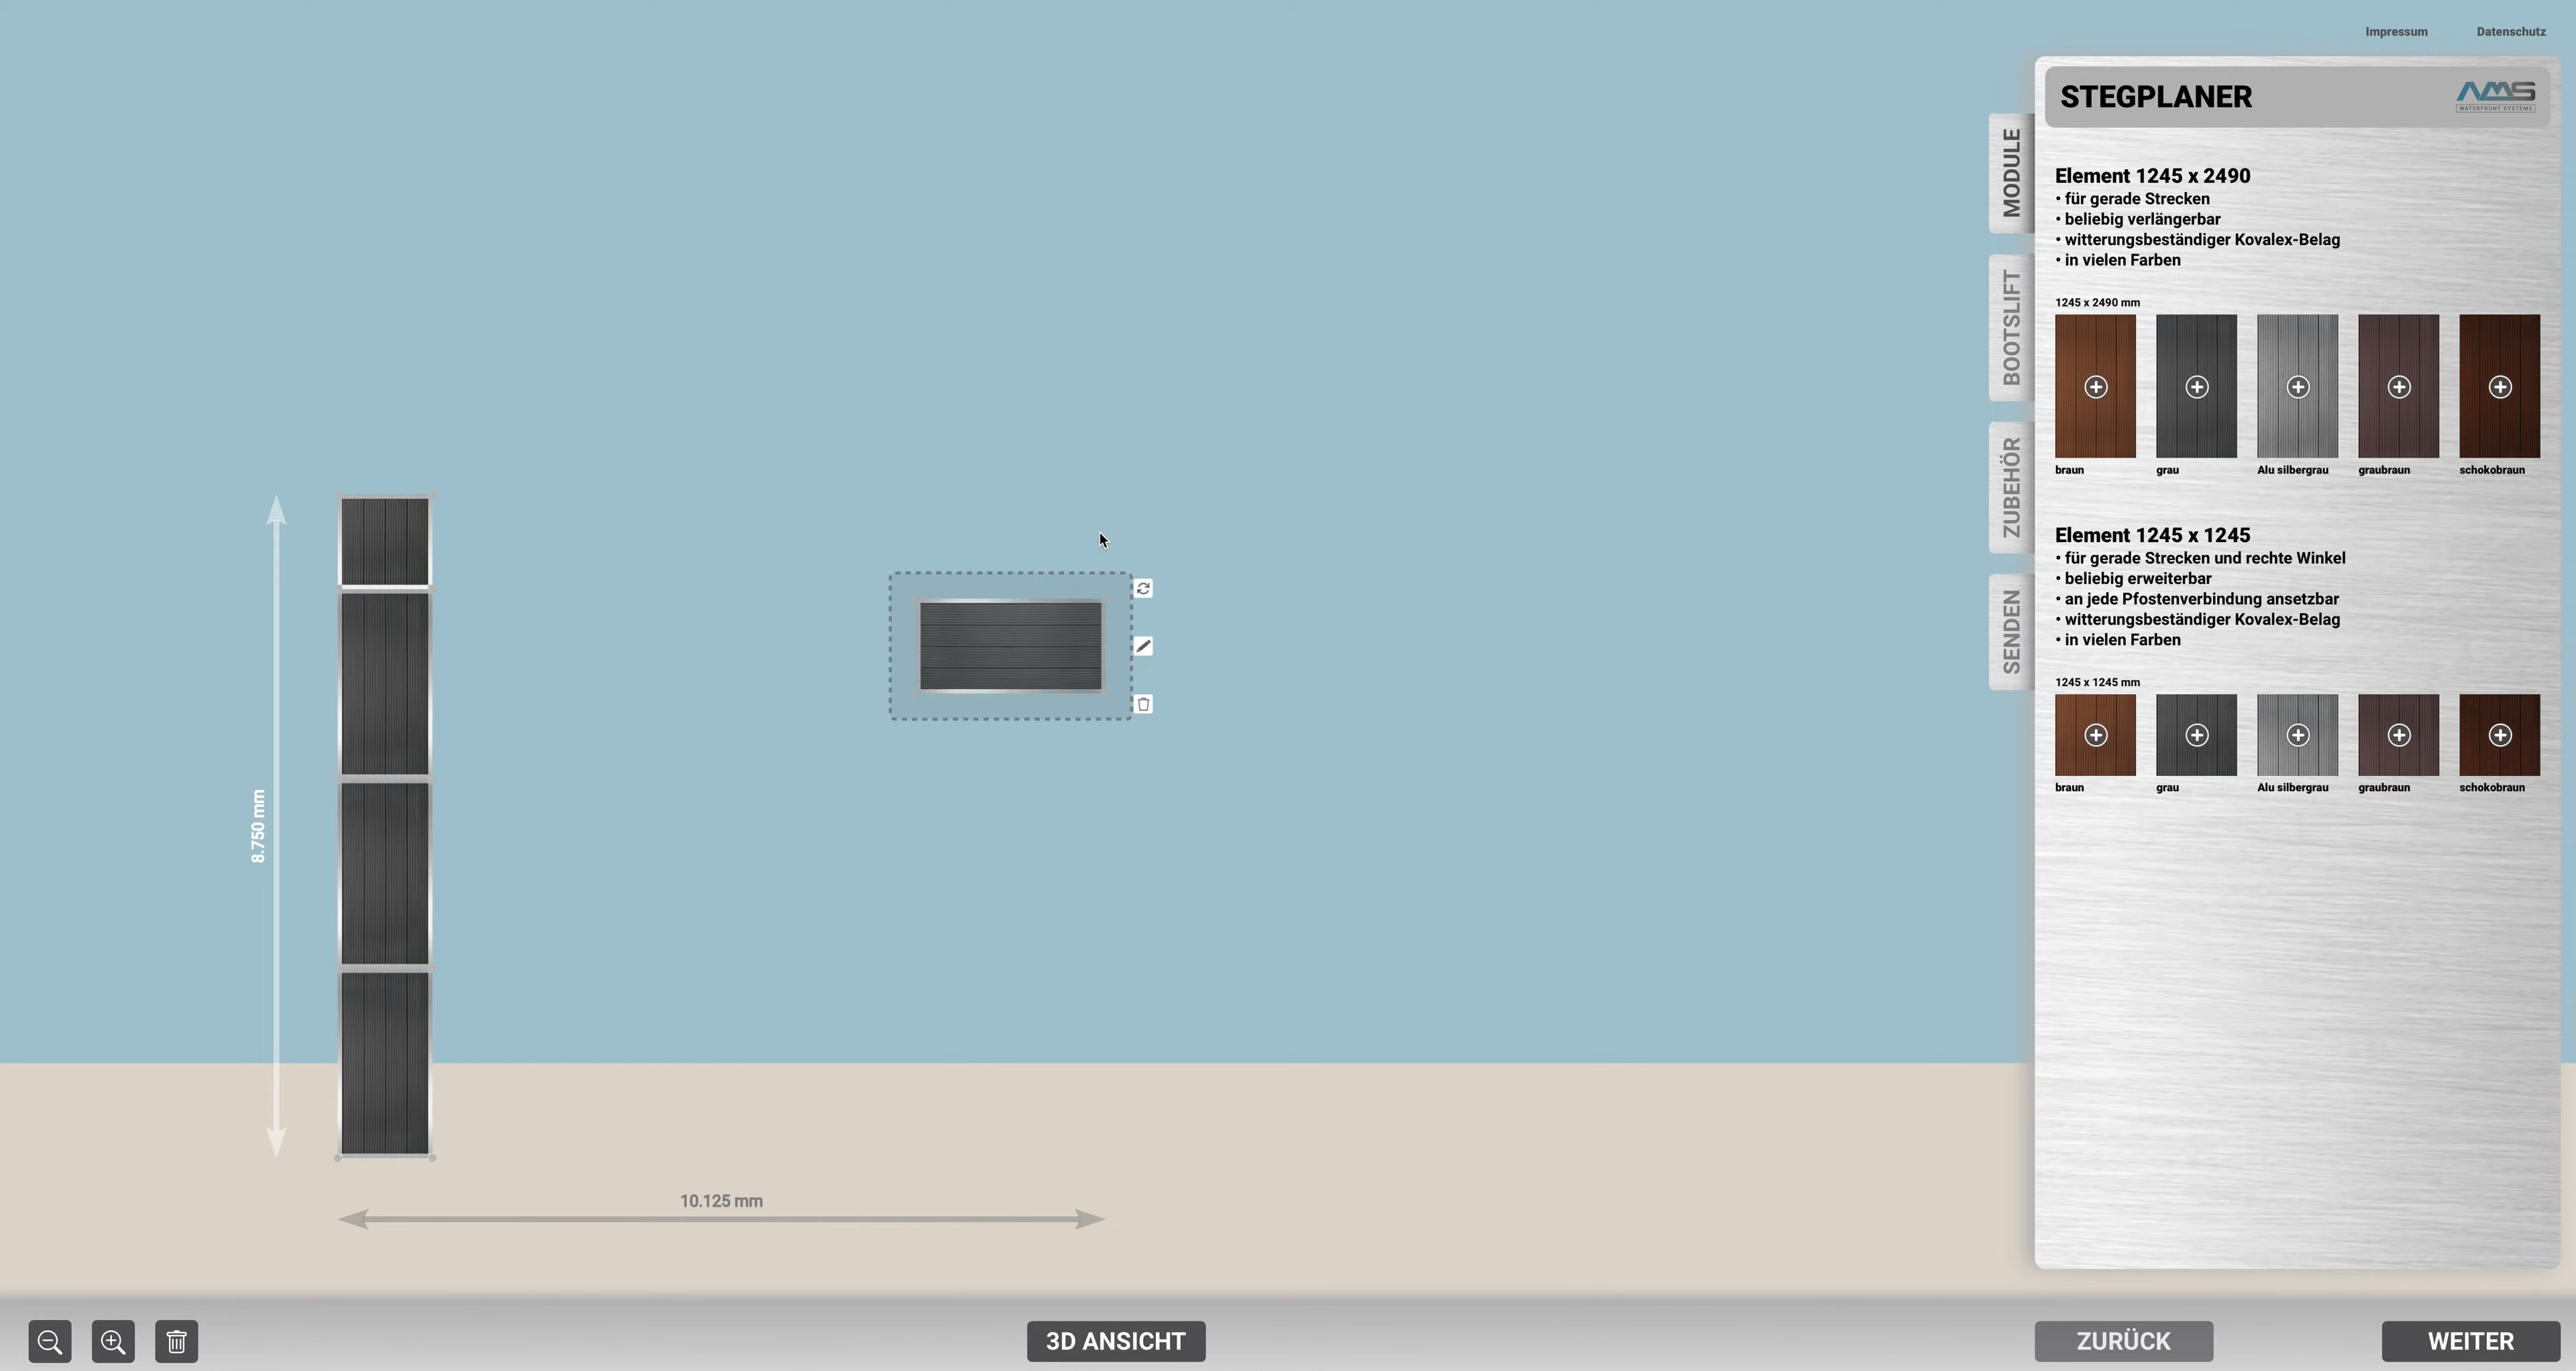 Impressum
Datenschutz
STEGPLANER
AMS
WATERFRONT SYSTEMS
MODULE
BOOTSLIFT
ZUBEHÖR
SENDEN
Element 1245 x 2490
• für gerade Strecken
• beliebig verlängerbar
• witterungsbeständiger Kovalex-Belag
• in vielen Farben
1245 x 2490 mm
braun
grau
Alu silbergrau
graubraun
schokobraun
Element 1245 x 1245
• für gerade Strecken und rechte Winkel
• beliebig erweiterbar
• an jede Pfostenverbindung ansetzbar
• witterungsbeständiger Kovalex-Belag
• in vielen Farben
1245 x 1245 mm
braun
grau
Alu silbergrau
graubraun
schokobraun
8.750 mm
10.125 mm
3D ANSICHT
ZURÜCK
WEITER